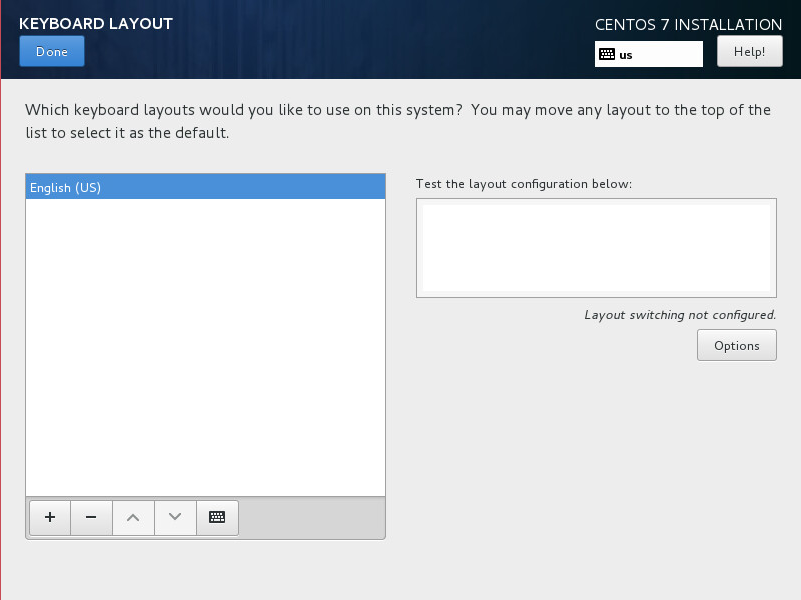 KEYBOARD LAYOUT
CENTOS 7 INSTALLATION
Done
us
Help!
Which keyboard layouts would you like to use on this system?  You may move any layout to the top of the
list to select it as the default.
English (US)
Test the layout configuration below:
Layout switching not configured.
Options